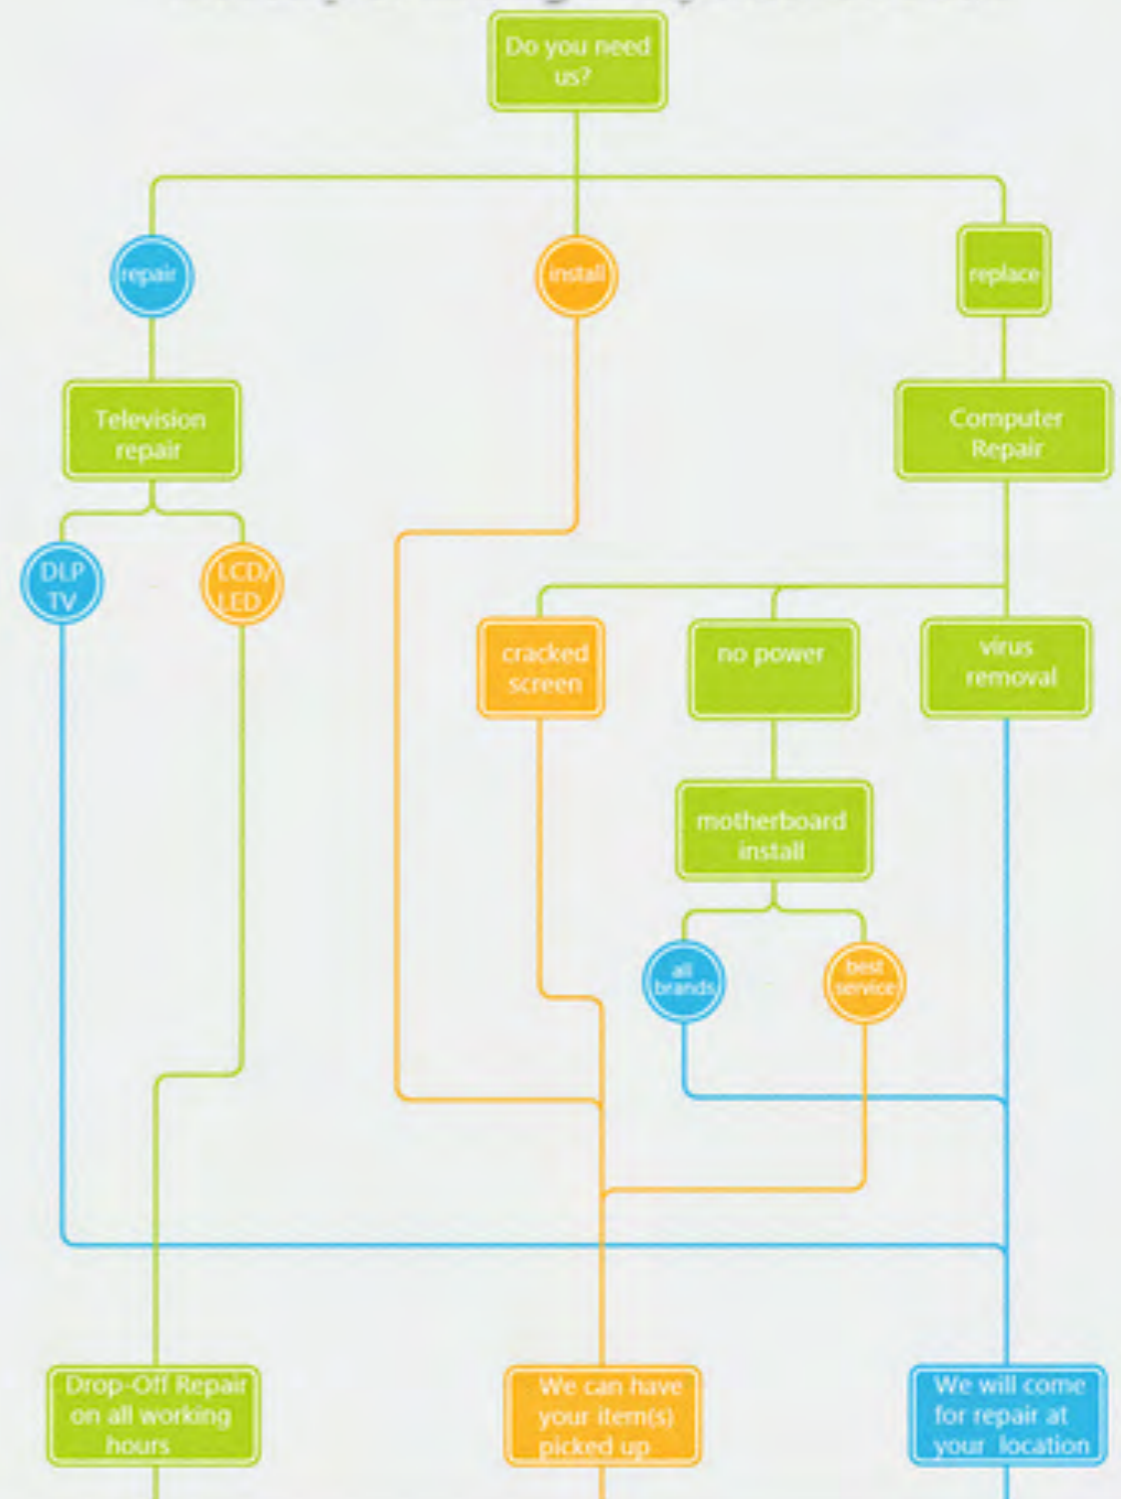 Do you need
us?
repair
install
replace
Television
repair
Computer
Repair
DLP
TV
LCD/
LED
cracked
screen
no power
virus
removal
motherboard
install
all
brands
best
service
Drop-Off Repair
on all working
hours
We can have
your item(s)
picked up
We will come
for repair at
your location